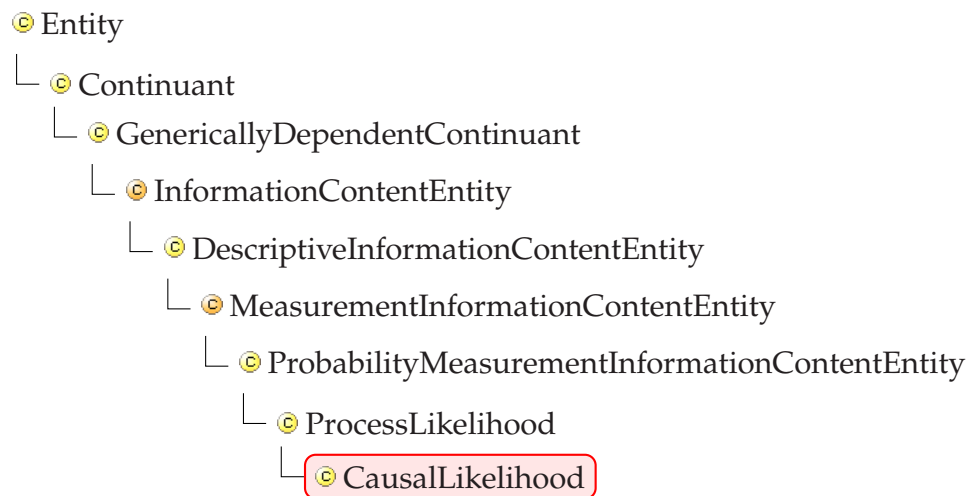 Entity
Continuant
GenericallyDependentContinuant
InformationContentEntity
DescriptiveInformationContentEntity
MeasurementInformationContentEntity
ProbabilityMeasurementInformationContentEntity
ProcessLikelihood
CausalLikelihood